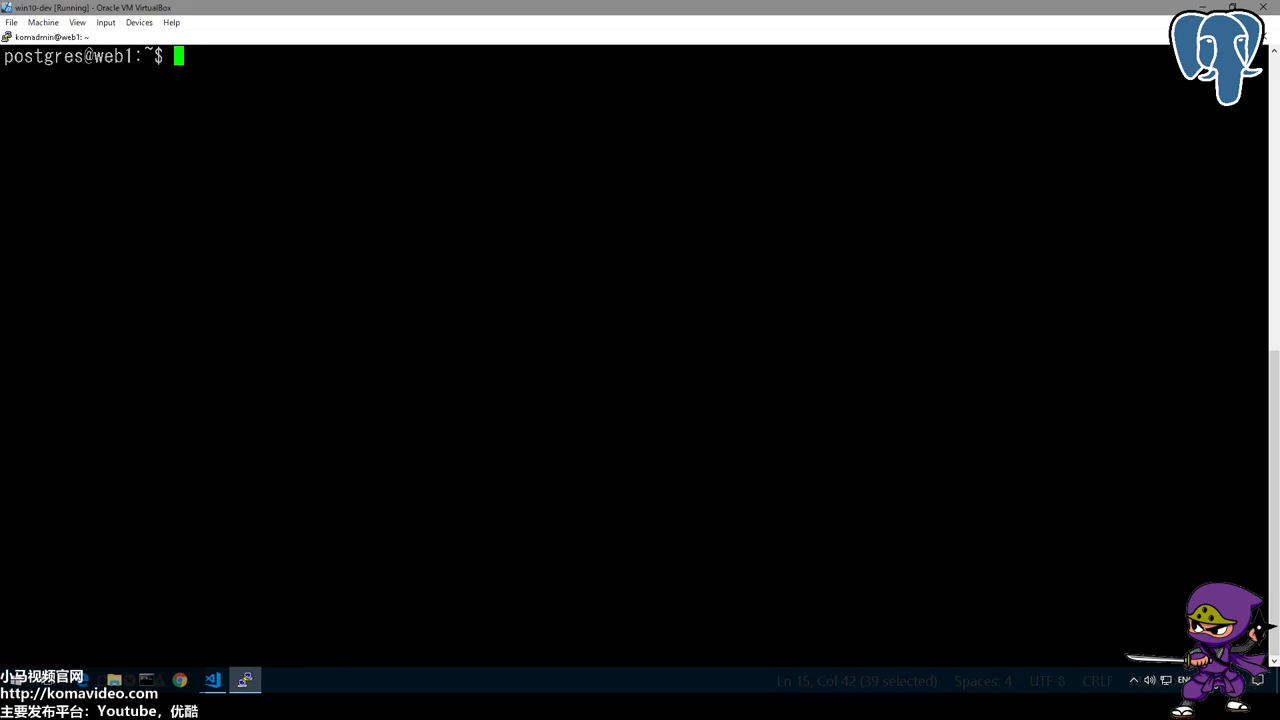 win10-dev [Running] - Oracle VM VirtualBox
File Machine View Input Devices Help
komadmin@web1: ~
postgres@web1:~$
Ln 15, Col 42 (39 selected) Spaces: 4 UTF-8 CRLF
小马视频官网
http://komavideo.com
主要发布平台：Youtube，优酷